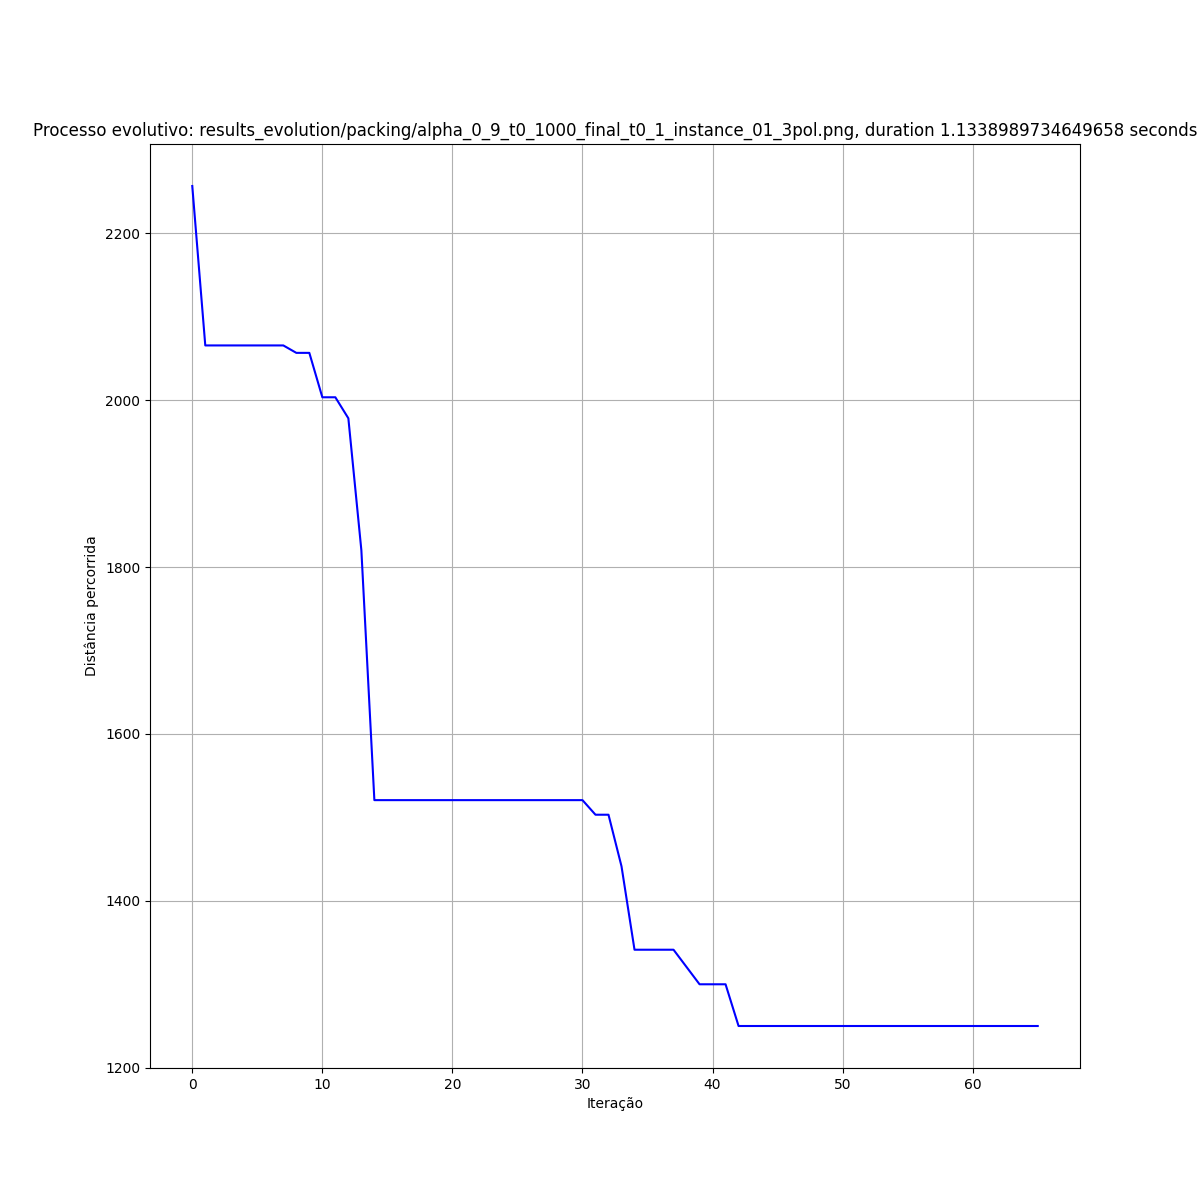 Processo evolutivo: results_evolution/packing/alpha_0_9_t0_1000_final_t0_1_instance_01_3pol.png, duration 1.1338989734649658 seconds
2200
2000
1800
1600
1400
1200
Distância percorrida
0 10 20 30 40 50 60
Iteração